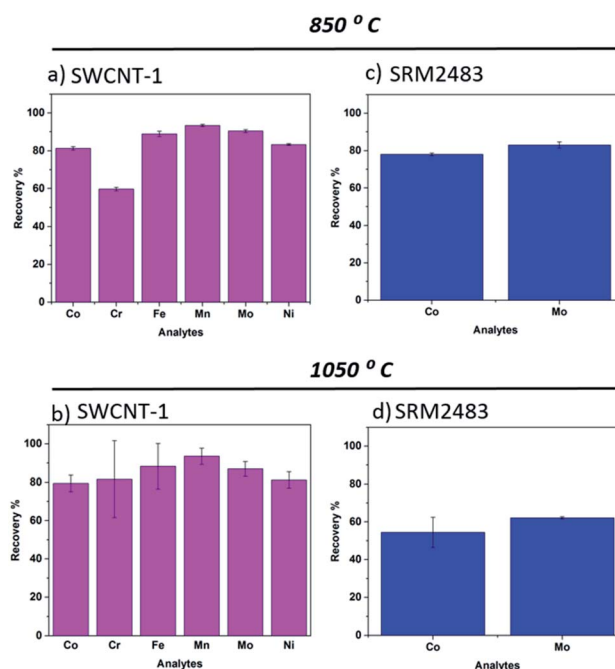 850 ° C
a) SWCNT-1
c) SRM2483
100
80
60
40
20
0
Recovery %
Co Cr Fe Mn Mo Ni
Analytes
100
80
60
40
20
0
Recovery %
Co Mo
Analytes
1050 ° C
b) SWCNT-1
d) SRM2483
100
80
60
40
20
0
Recovery %
Co Cr Fe Mn Mo Ni
Analytes
100
80
60
40
20
0
Recovery %
Co Mo
Analytes